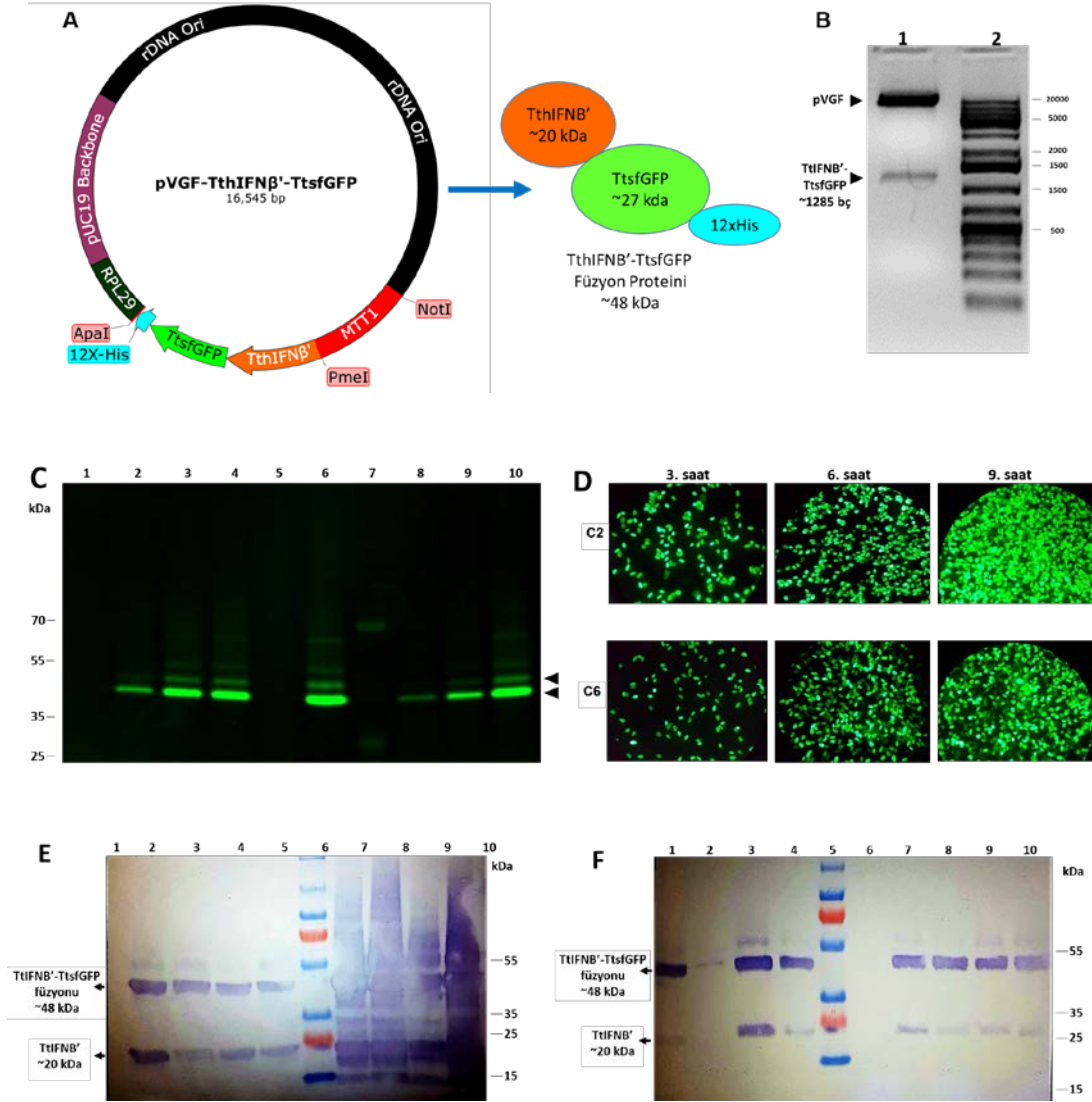 A
rDNA Ori
rDNA Ori
pUC19 Backbone
pVGF-TthIFNβ'-TtsfGFP
16,545 bp
RPL29
ApaI
12X-His
TtsfGFP
TthIFNβ'
MTT1
NotI
PmeI
TthIFNB'
~20 kDa
TtsfGFP
~27 kda
12xHis
TthIFNB'-TtsfGFP
Füzyon Proteini
~48 kDa
B
1 2
pVGF
TtIFNB'-
TtsfGFP
~1285 bç
20000
5000
2000
1500
1500
500
C
1 2 3 4 5 6 7 8 9 10
kDa
70
55
35
25
D
3. saat 6. saat 9. saat
C2
C6
E
1 2 3 4 5 6 7 8 9 10
kDa
TtIFNB'-TtsfGFP
füzyonu
~48 kDa
TtIFNB'
~20 kDa
55
35
25
15
F
1 2 3 4 5 6 7 8 9 10
kDa
TtIFNB'-TtsfGFP
füzyonu
~48 kDa
TtIFNB'
~20 kDa
55
35
25
15